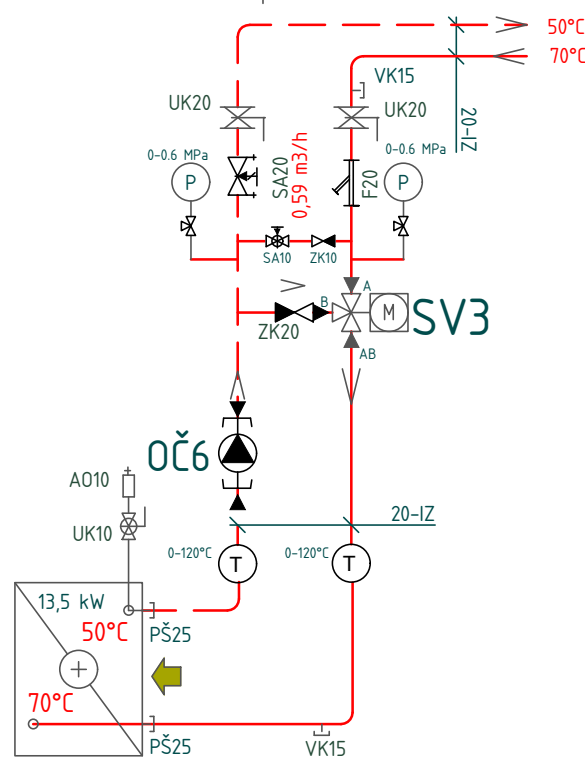 50°C
70°C
VK15
UK20
UK20
20-IZ
0-0.6 MPa
P
SA20
0,59 m3/h
F20
0-0.6 MPa
P
SA10
ZK10
A
B
M
SV3
ZK20
AB
OČ6
AO10
UK10
20-IZ
0-120°C
T
0-120°C
T
13,5 kW
50°C
PŠ25
70°C
PŠ25
VK15